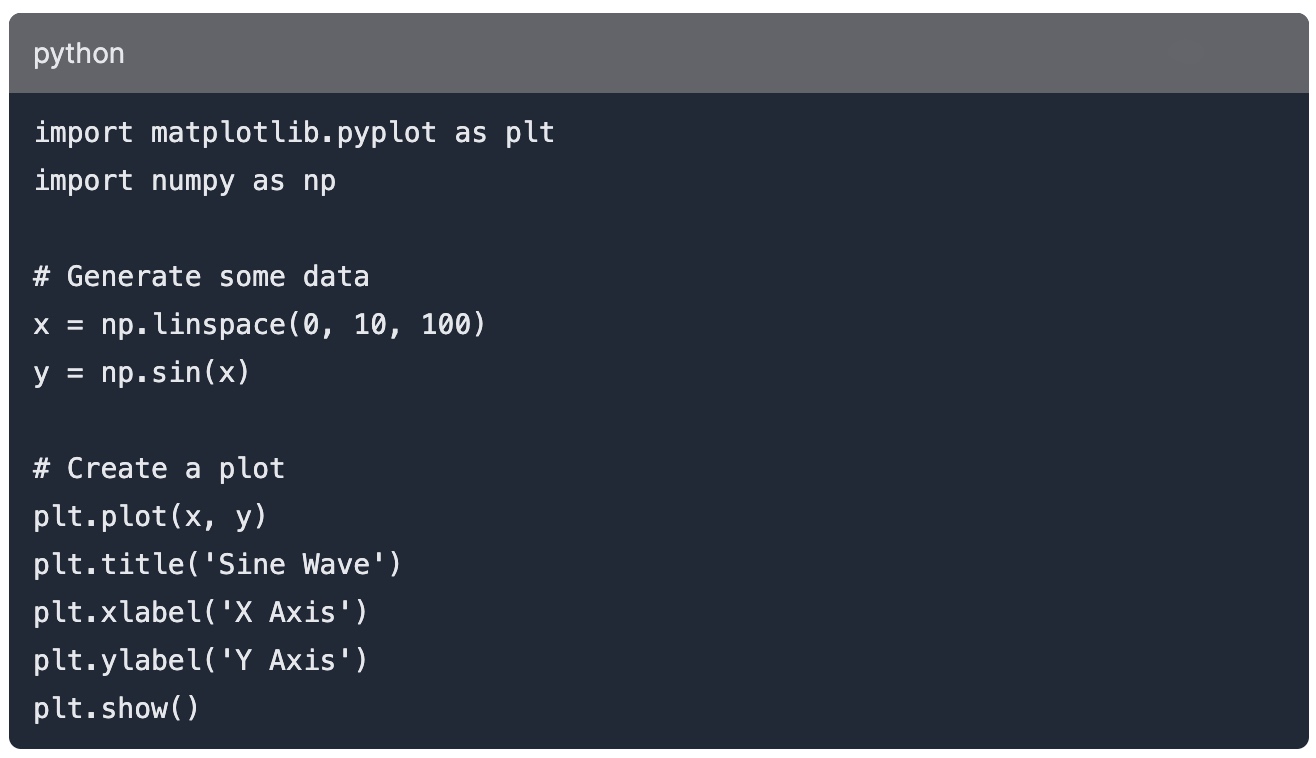 python
import matplotlib.pyplot as plt
import numpy as np
# Generate some data
x = np.linspace(0, 10, 100)
y = np.sin(x)
# Create a plot
plt.plot(x, y)
plt.title('Sine Wave')
plt.xlabel('X Axis')
plt.ylabel('Y Axis')
plt.show()